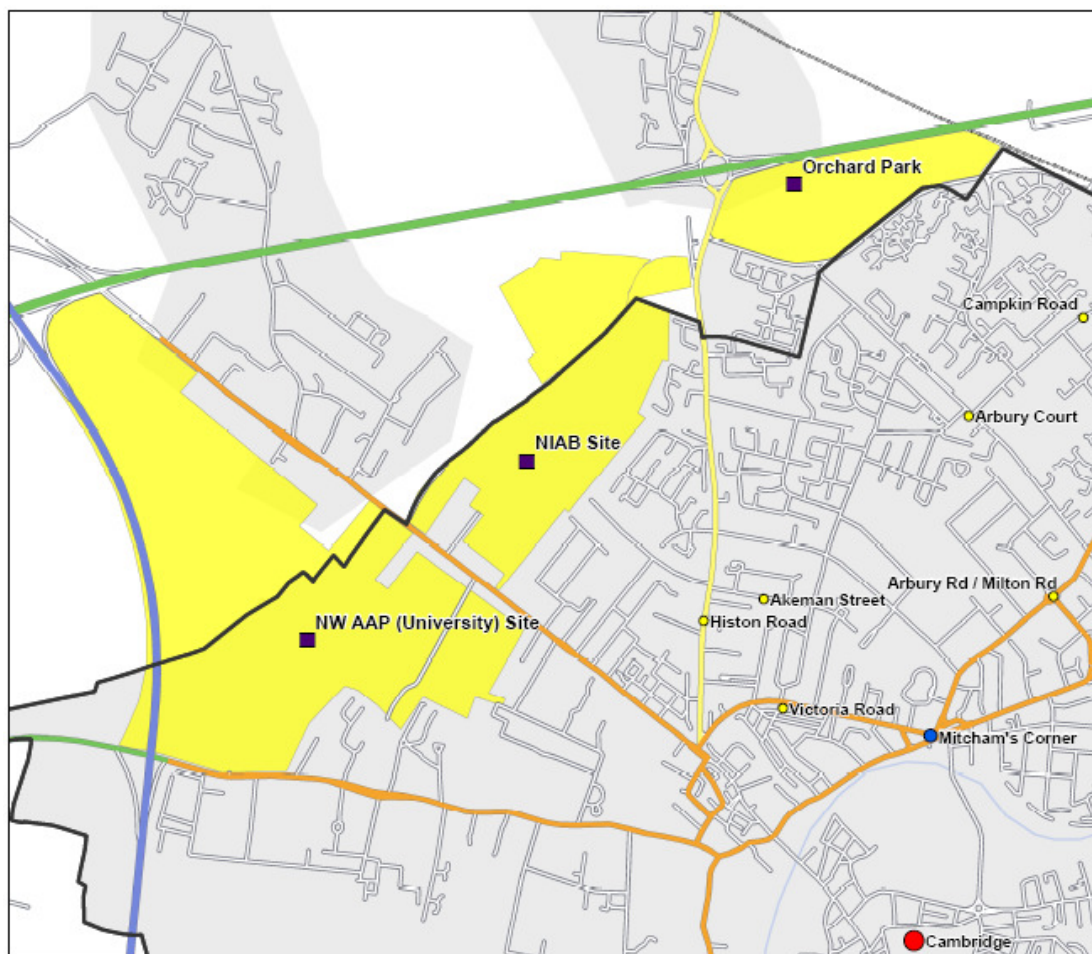 Orchard Park
Campkin Road
Arbury Court
NIAB Site
Arbury Rd / Milton Rd
Akeman Street
Histon Road
NW AAP (University) Site
Victoria Road
Mitcham's Corner
Cambridge